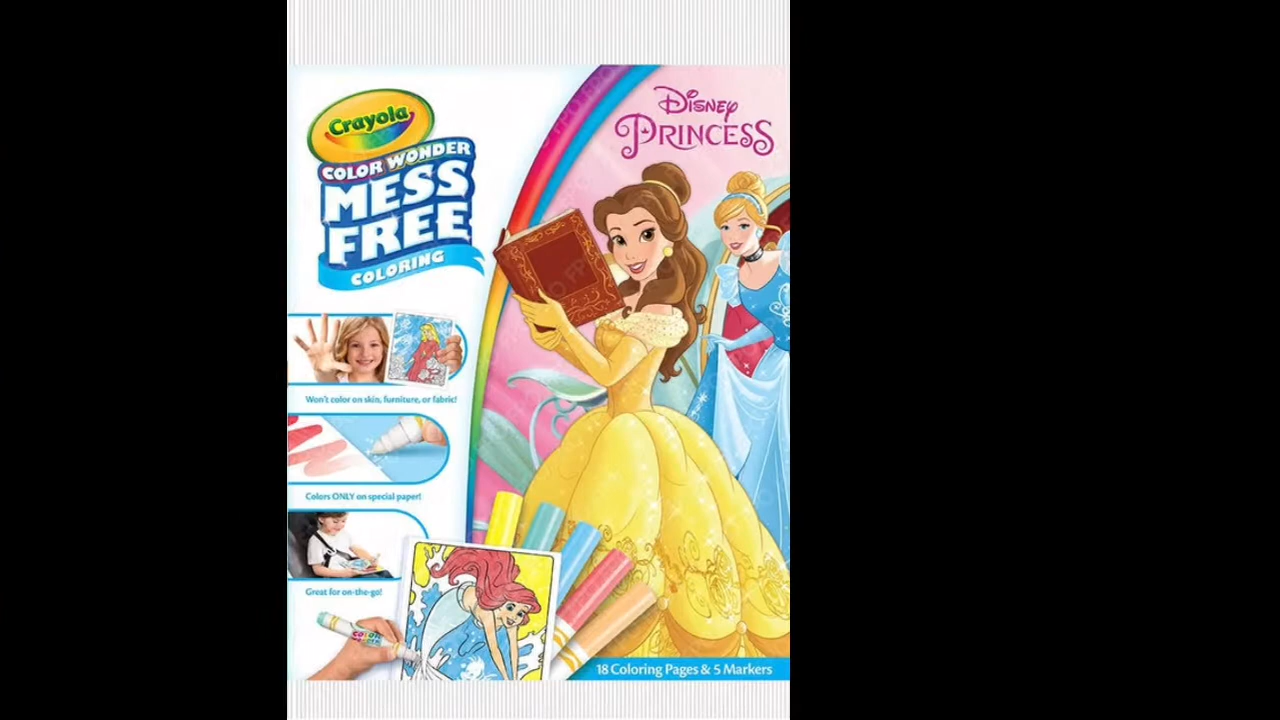 Crayola
COLOR WONDER
MESS
FREE
COLORING
Disney
PRINCESS
Won't color on skin, furniture, or fabric!
Colors ONLY on special paper!
Great for on-the-go!
18 Coloring Pages & 5 Markers